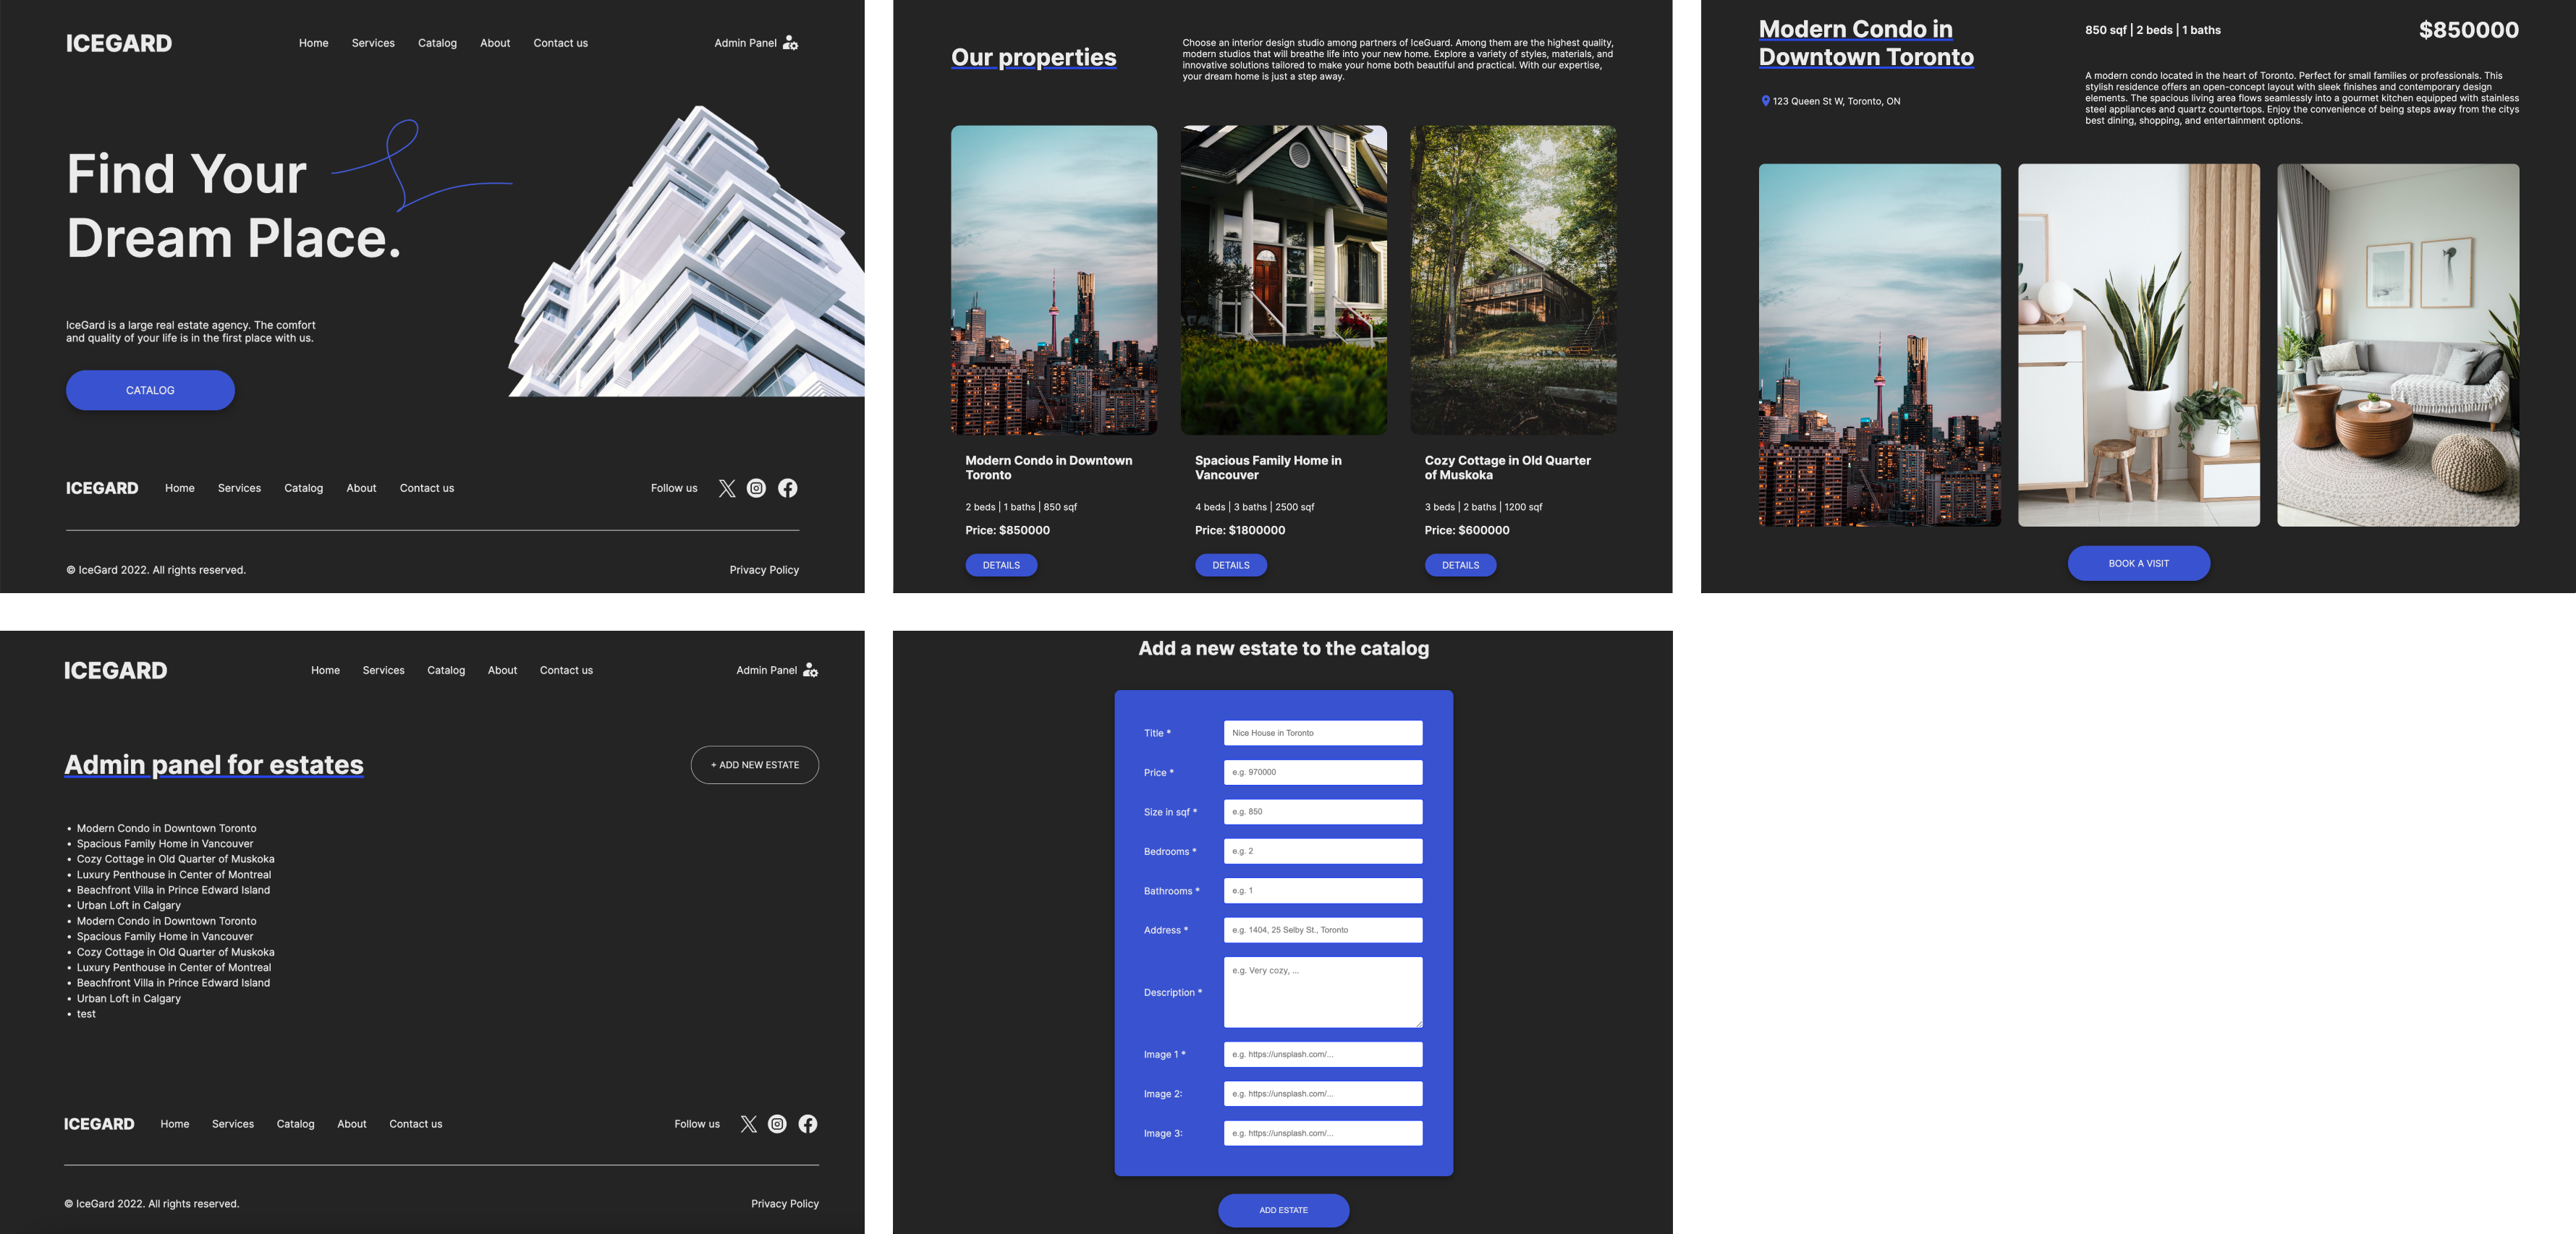 ICEGARD
Home Services Catalog About Contact us
Admin Panel
Find Your
Dream Place.
IceGard is a large real estate agency. The comfort
and quality of your life is in the first place with us.
CATALOG
ICEGARD Home Services Catalog About Contact us
Follow us
© IceGard 2022. All rights reserved.
Privacy Policy
Our properties
Choose an interior design studio among partners of IceGuard. Among them are the highest quality,
modern studios that will breathe life into your new home. Explore a variety of styles, materials, and
innovative solutions tailored to make your home both beautiful and practical. With our expertise,
your dream home is just a step away.
Modern Condo in Downtown
Toronto
2 beds | 1 baths | 850 sqf
Price: $850000
DETAILS
Spacious Family Home in
Vancouver
4 beds | 3 baths | 2500 sqf
Price: $1800000
DETAILS
Cozy Cottage in Old Quarter
of Muskoka
3 beds | 2 baths | 1200 sqf
Price: $600000
DETAILS
Modern Condo in
Downtown Toronto
123 Queen St W, Toronto, ON
850 sqf | 2 beds | 1 baths
$850000
A modern condo located in the heart of Toronto. Perfect for small families or professionals. This
stylish residence offers an open-concept layout with sleek finishes and contemporary design
elements. The spacious living area flows seamlessly into a gourmet kitchen equipped with stainless
steel appliances and quartz countertops. Enjoy the convenience of being steps away from the citys
best dining, shopping, and entertainment options.
BOOK A VISIT
ICEGARD
Home Services Catalog About Contact us
Admin Panel
Admin panel for estates
+ ADD NEW ESTATE
• Modern Condo in Downtown Toronto
• Spacious Family Home in Vancouver
• Cozy Cottage in Old Quarter of Muskoka
• Luxury Penthouse in Center of Montreal
• Beachfront Villa in Prince Edward Island
• Urban Loft in Calgary
• Modern Condo in Downtown Toronto
• Spacious Family Home in Vancouver
• Cozy Cottage in Old Quarter of Muskoka
• Luxury Penthouse in Center of Montreal
• Beachfront Villa in Prince Edward Island
• Urban Loft in Calgary
• test
ICEGARD Home Services Catalog About Contact us
Follow us
© IceGard 2022. All rights reserved.
Privacy Policy
Add a new estate to the catalog
Title * Nice House in Toronto
Price * e.g. 970000
Size in sqf * e.g. 850
Bedrooms * e.g. 2
Bathrooms * e.g. 1
Address * e.g. 1404, 25 Selby St., Toronto
Description * e.g. Very cozy, ...
Image 1 * e.g. https://unsplash.com/...
Image 2: e.g. https://unsplash.com/...
Image 3: e.g. https://unsplash.com/...
ADD ESTATE